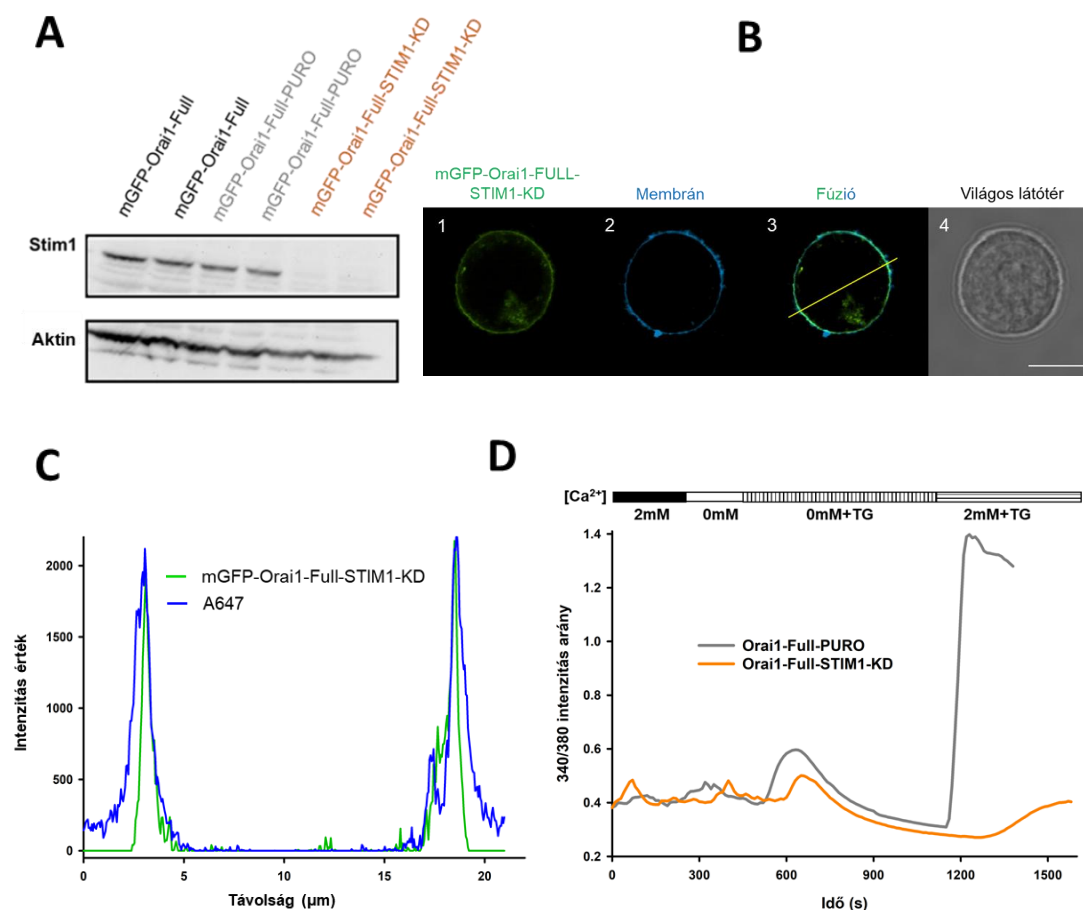 A
mGFP-Orai1-Full
mGFP-Orai1-Full
mGFP-Orai1-Full-PURO
mGFP-Orai1-Full-PURO
mGFP-Orai1-Full-STIM1-KD
mGFP-Orai1-Full-STIM1-KD
Stim1
Aktin
B
mGFP-Orai1-FULL-
STIM1-KD
Membrán
Fúzió
Világos látótér
1
2
3
4
C
Intenzitás érték
2000
1500
1000
500
0
mGFP-Orai1-Full-STIM1-KD
A647
0
5
10
15
20
Távolság (µm)
D
[Ca²⁺]
2mM
0mM
0mM+TG
2mM+TG
340/380 intenzitás arány
1.4
1.2
1.0
0.8
0.6
0.4
0.2
Orai1-Full-PURO
Orai1-Full-STIM1-KD
0
300
600
900
1200
1500
Idő (s)